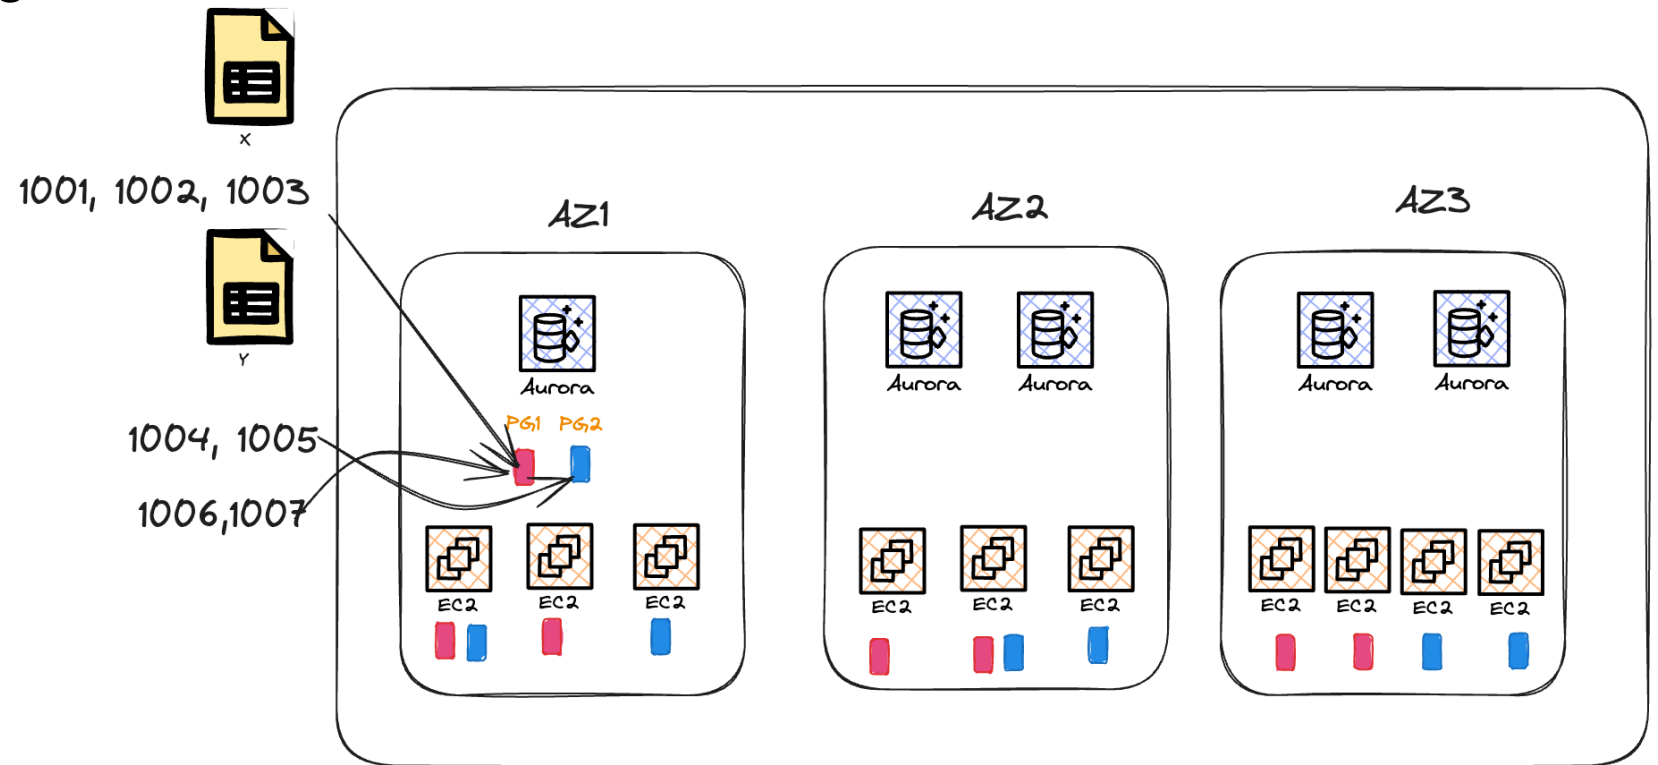 X
1001, 1002, 1003
Y
1004, 1005
1006,1007
AZ1
Aurora
PG1 PG2
EC2 EC2 EC2
AZ2
Aurora Aurora
EC2 EC2 EC2
AZ3
Aurora Aurora
EC2 EC2 EC2 EC2